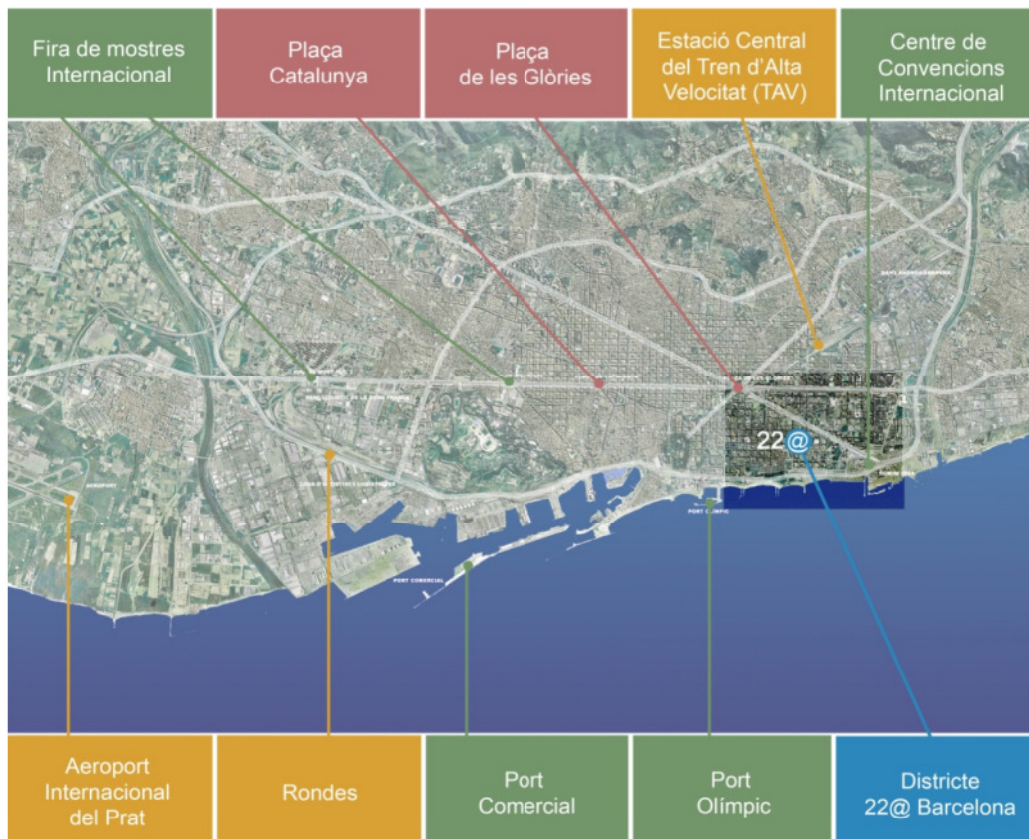 Fira de mostres
Internacional
Plaça
Catalunya
Plaça
de les Glòries
Estació Central
del Tren d'Alta
Velocitat (TAV)
Centre de
Convencions
Internacional
22@
AEROPORT
PORT OLÍMPIC
PORT COMERCIAL
Aeroport
Internacional
del Prat
Rondes
Port
Comercial
Port
Olímpic
Districte
22@ Barcelona